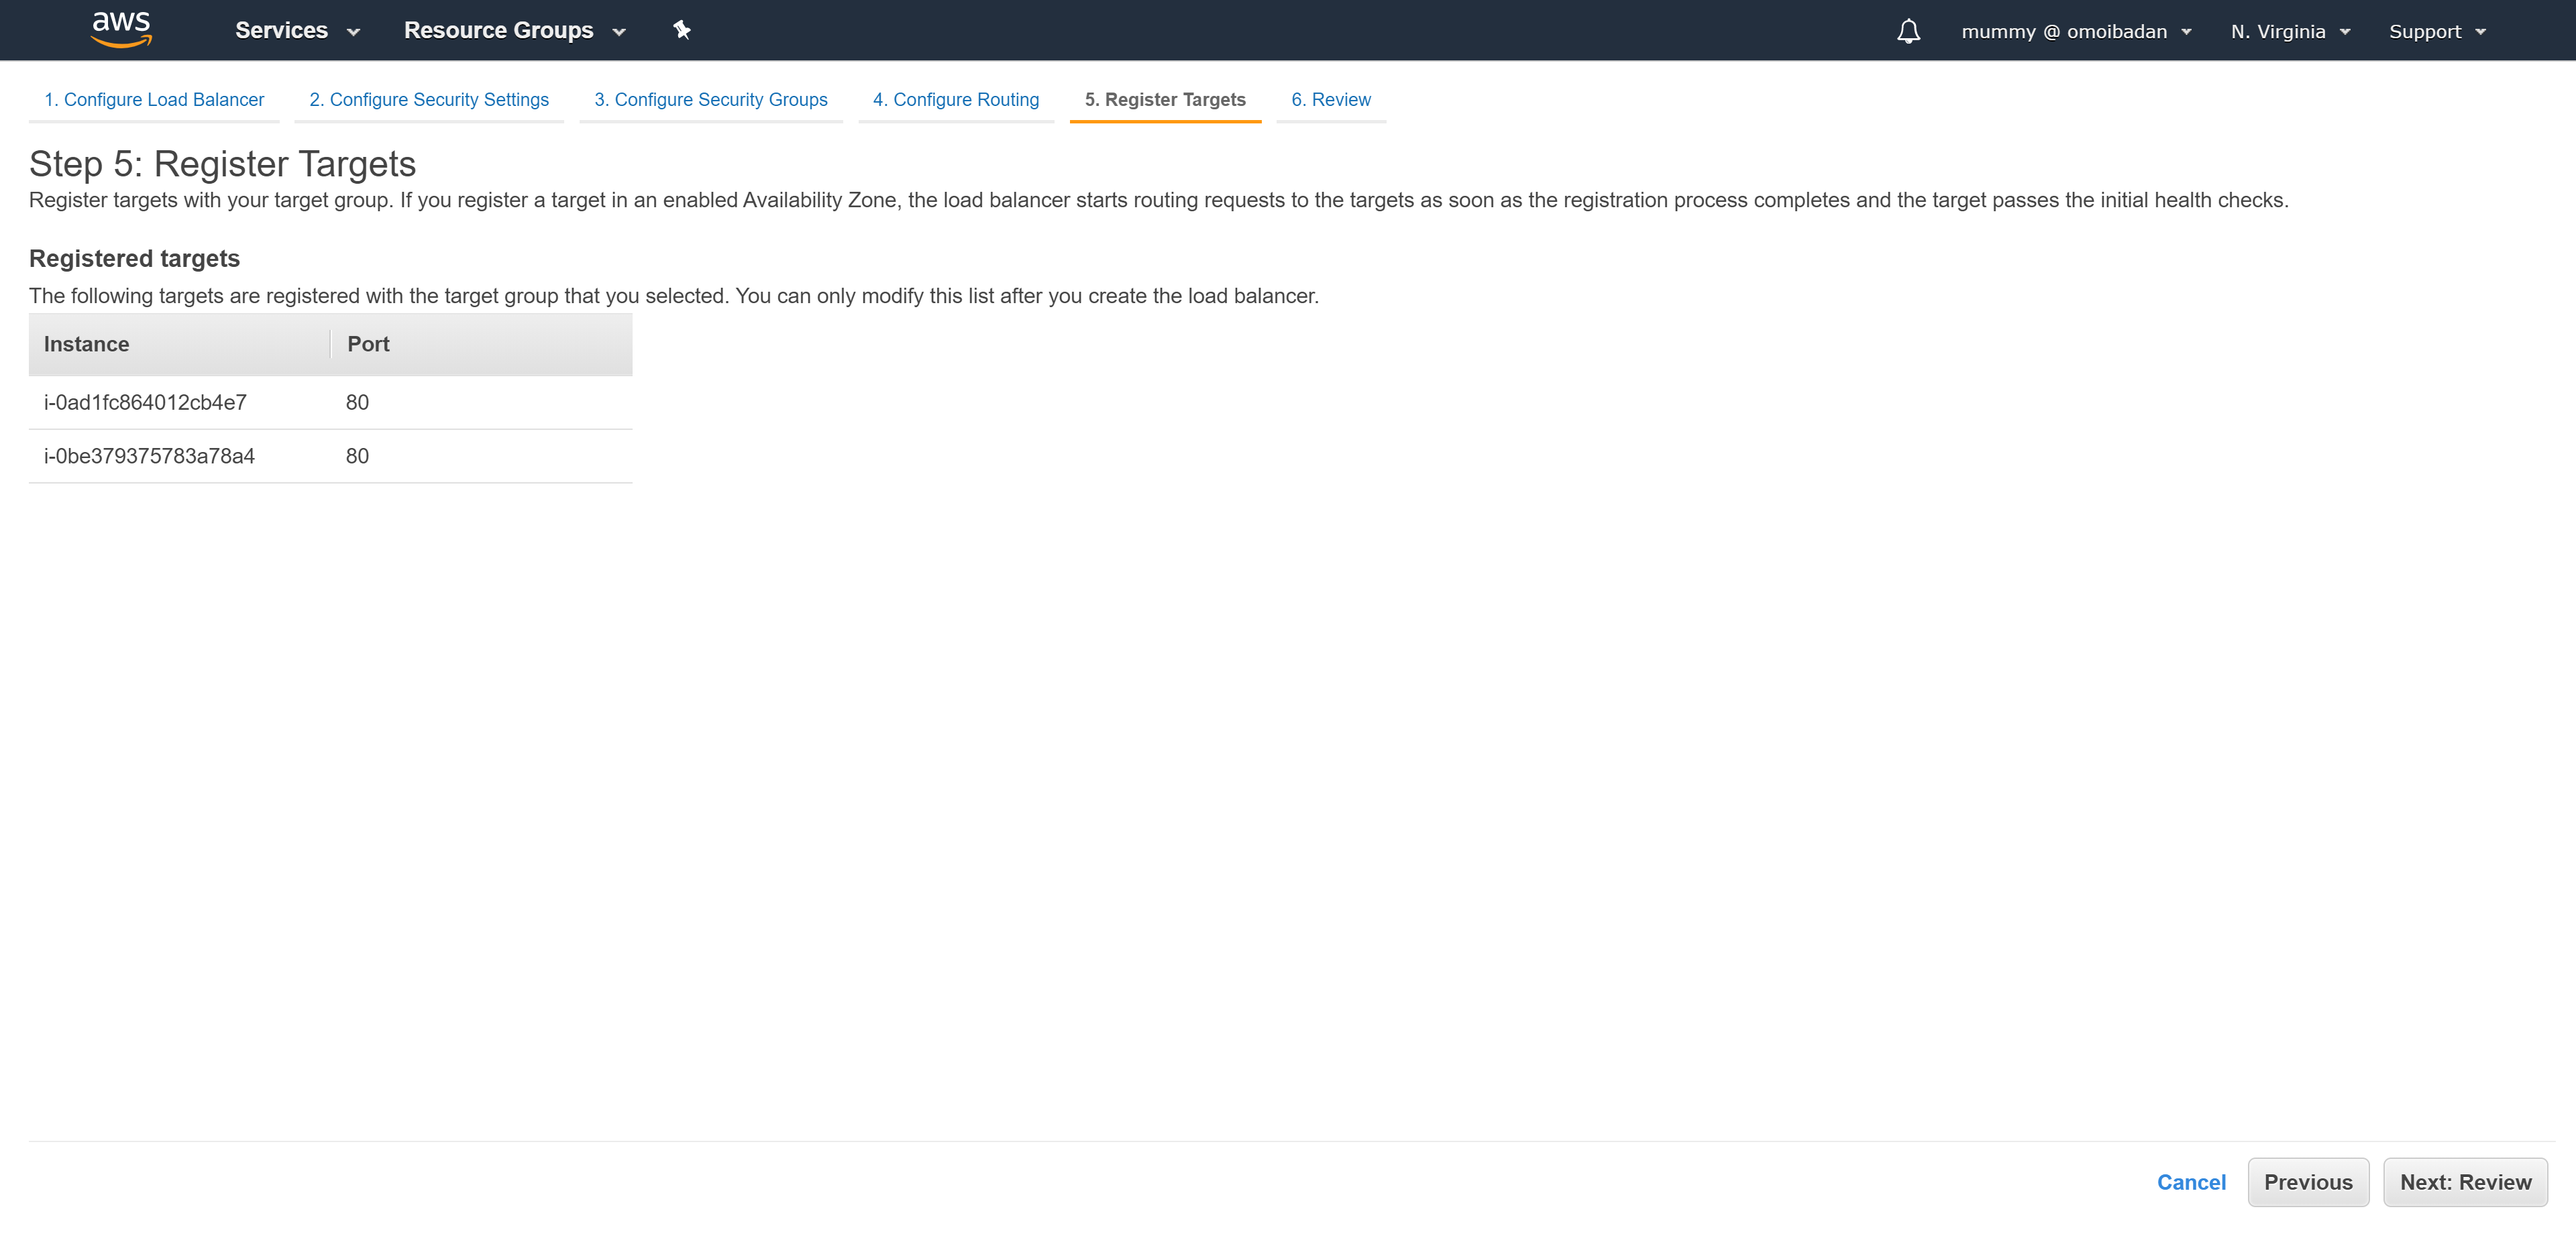 aws Services Resource Groups mummy @ omoibadan N. Virginia Support
1. Configure Load Balancer 2. Configure Security Settings 3. Configure Security Groups 4. Configure Routing 5. Register Targets 6. Review
Step 5: Register Targets
Register targets with your target group. If you register a target in an enabled Availability Zone, the load balancer starts routing requests to the targets as soon as the registration process completes and the target passes the initial health checks.
Registered targets
The following targets are registered with the target group that you selected. You can only modify this list after you create the load balancer.
Instance Port
i-0ad1fc864012cb4e7 80
i-0be379375783a78a4 80
Cancel Previous Next: Review